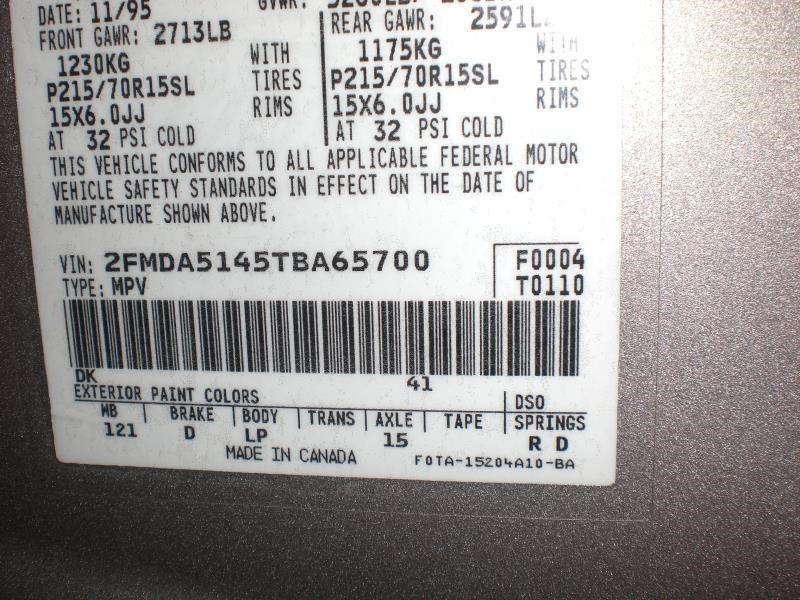 DATE: 11/95 GVWR:
FRONT GAWR: 2713LB REAR GAWR: 2591L
1230KG WITH 1175KG WITH
P215/70R15SL TIRES P215/70R15SL TIRES
15X6.0JJ RIMS 15X6.0JJ RIMS
AT 32 PSI COLD AT 32 PSI COLD
THIS VEHICLE CONFORMS TO ALL APPLICABLE FEDERAL MOTOR
VEHICLE SAFETY STANDARDS IN EFFECT ON THE DATE OF
MANUFACTURE SHOWN ABOVE.
VIN: 2FMDA5145TBA65700 F0004
TYPE: MPV T0110
DK 41
EXTERIOR PAINT COLORS DSO
WB BRAKE BODY TRANS AXLE TAPE SPRINGS
121 D LP 15 R D
MADE IN CANADA F0TA-15204A10-BA